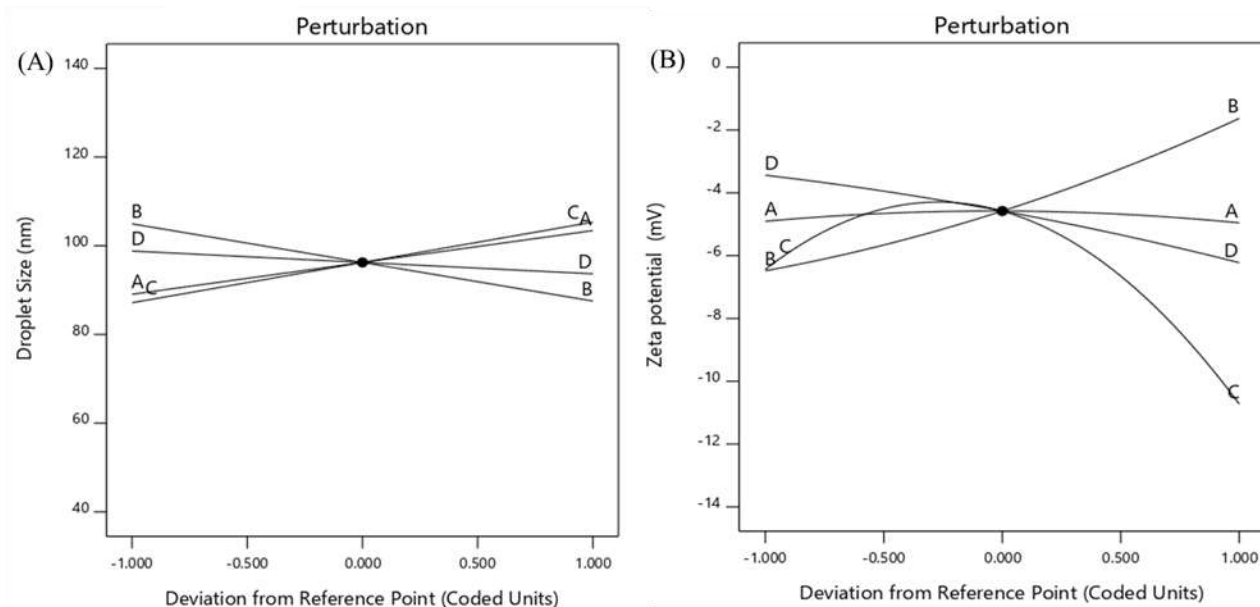 Perturbation
(A)
140
120
100
80
60
40
Droplet Size (nm)
B
D
A
C
C
A
D
B
-1.000
-0.500
0.000
0.500
1.000
Deviation from Reference Point (Coded Units)
Perturbation
(B)
0
-2
-4
-6
-8
-10
-12
-14
Zeta potential (mV)
D
A
C
B
B
A
D
C
-1.000
-0.500
0.000
0.500
1.000
Deviation from Reference Point (Coded Units)